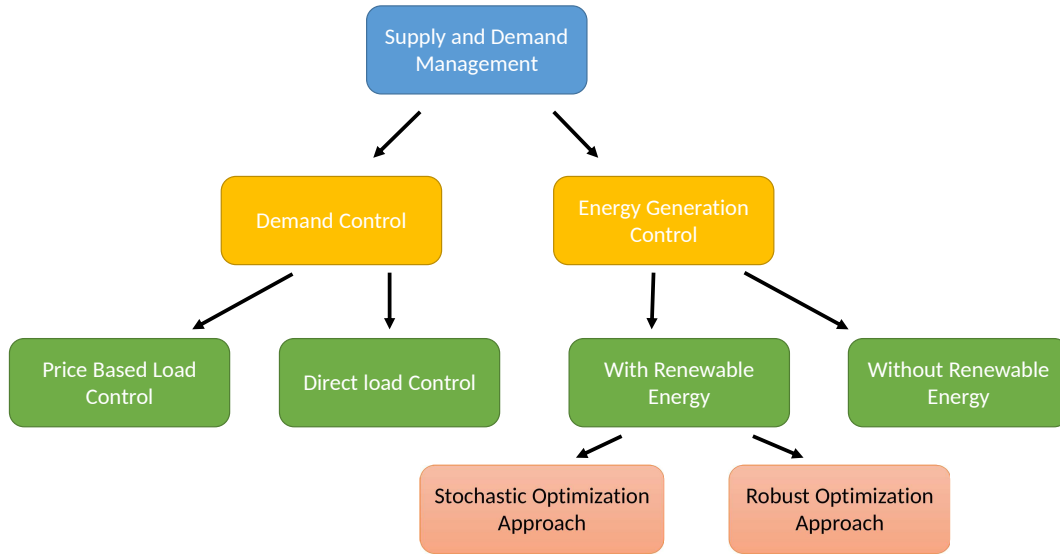 Supply and Demand
Management
Demand Control
Energy Generation
Control
Price Based Load
Control
Direct load Control
With Renewable
Energy
Without Renewable
Energy
Stochastic Optimization
Approach
Robust Optimization
Approach